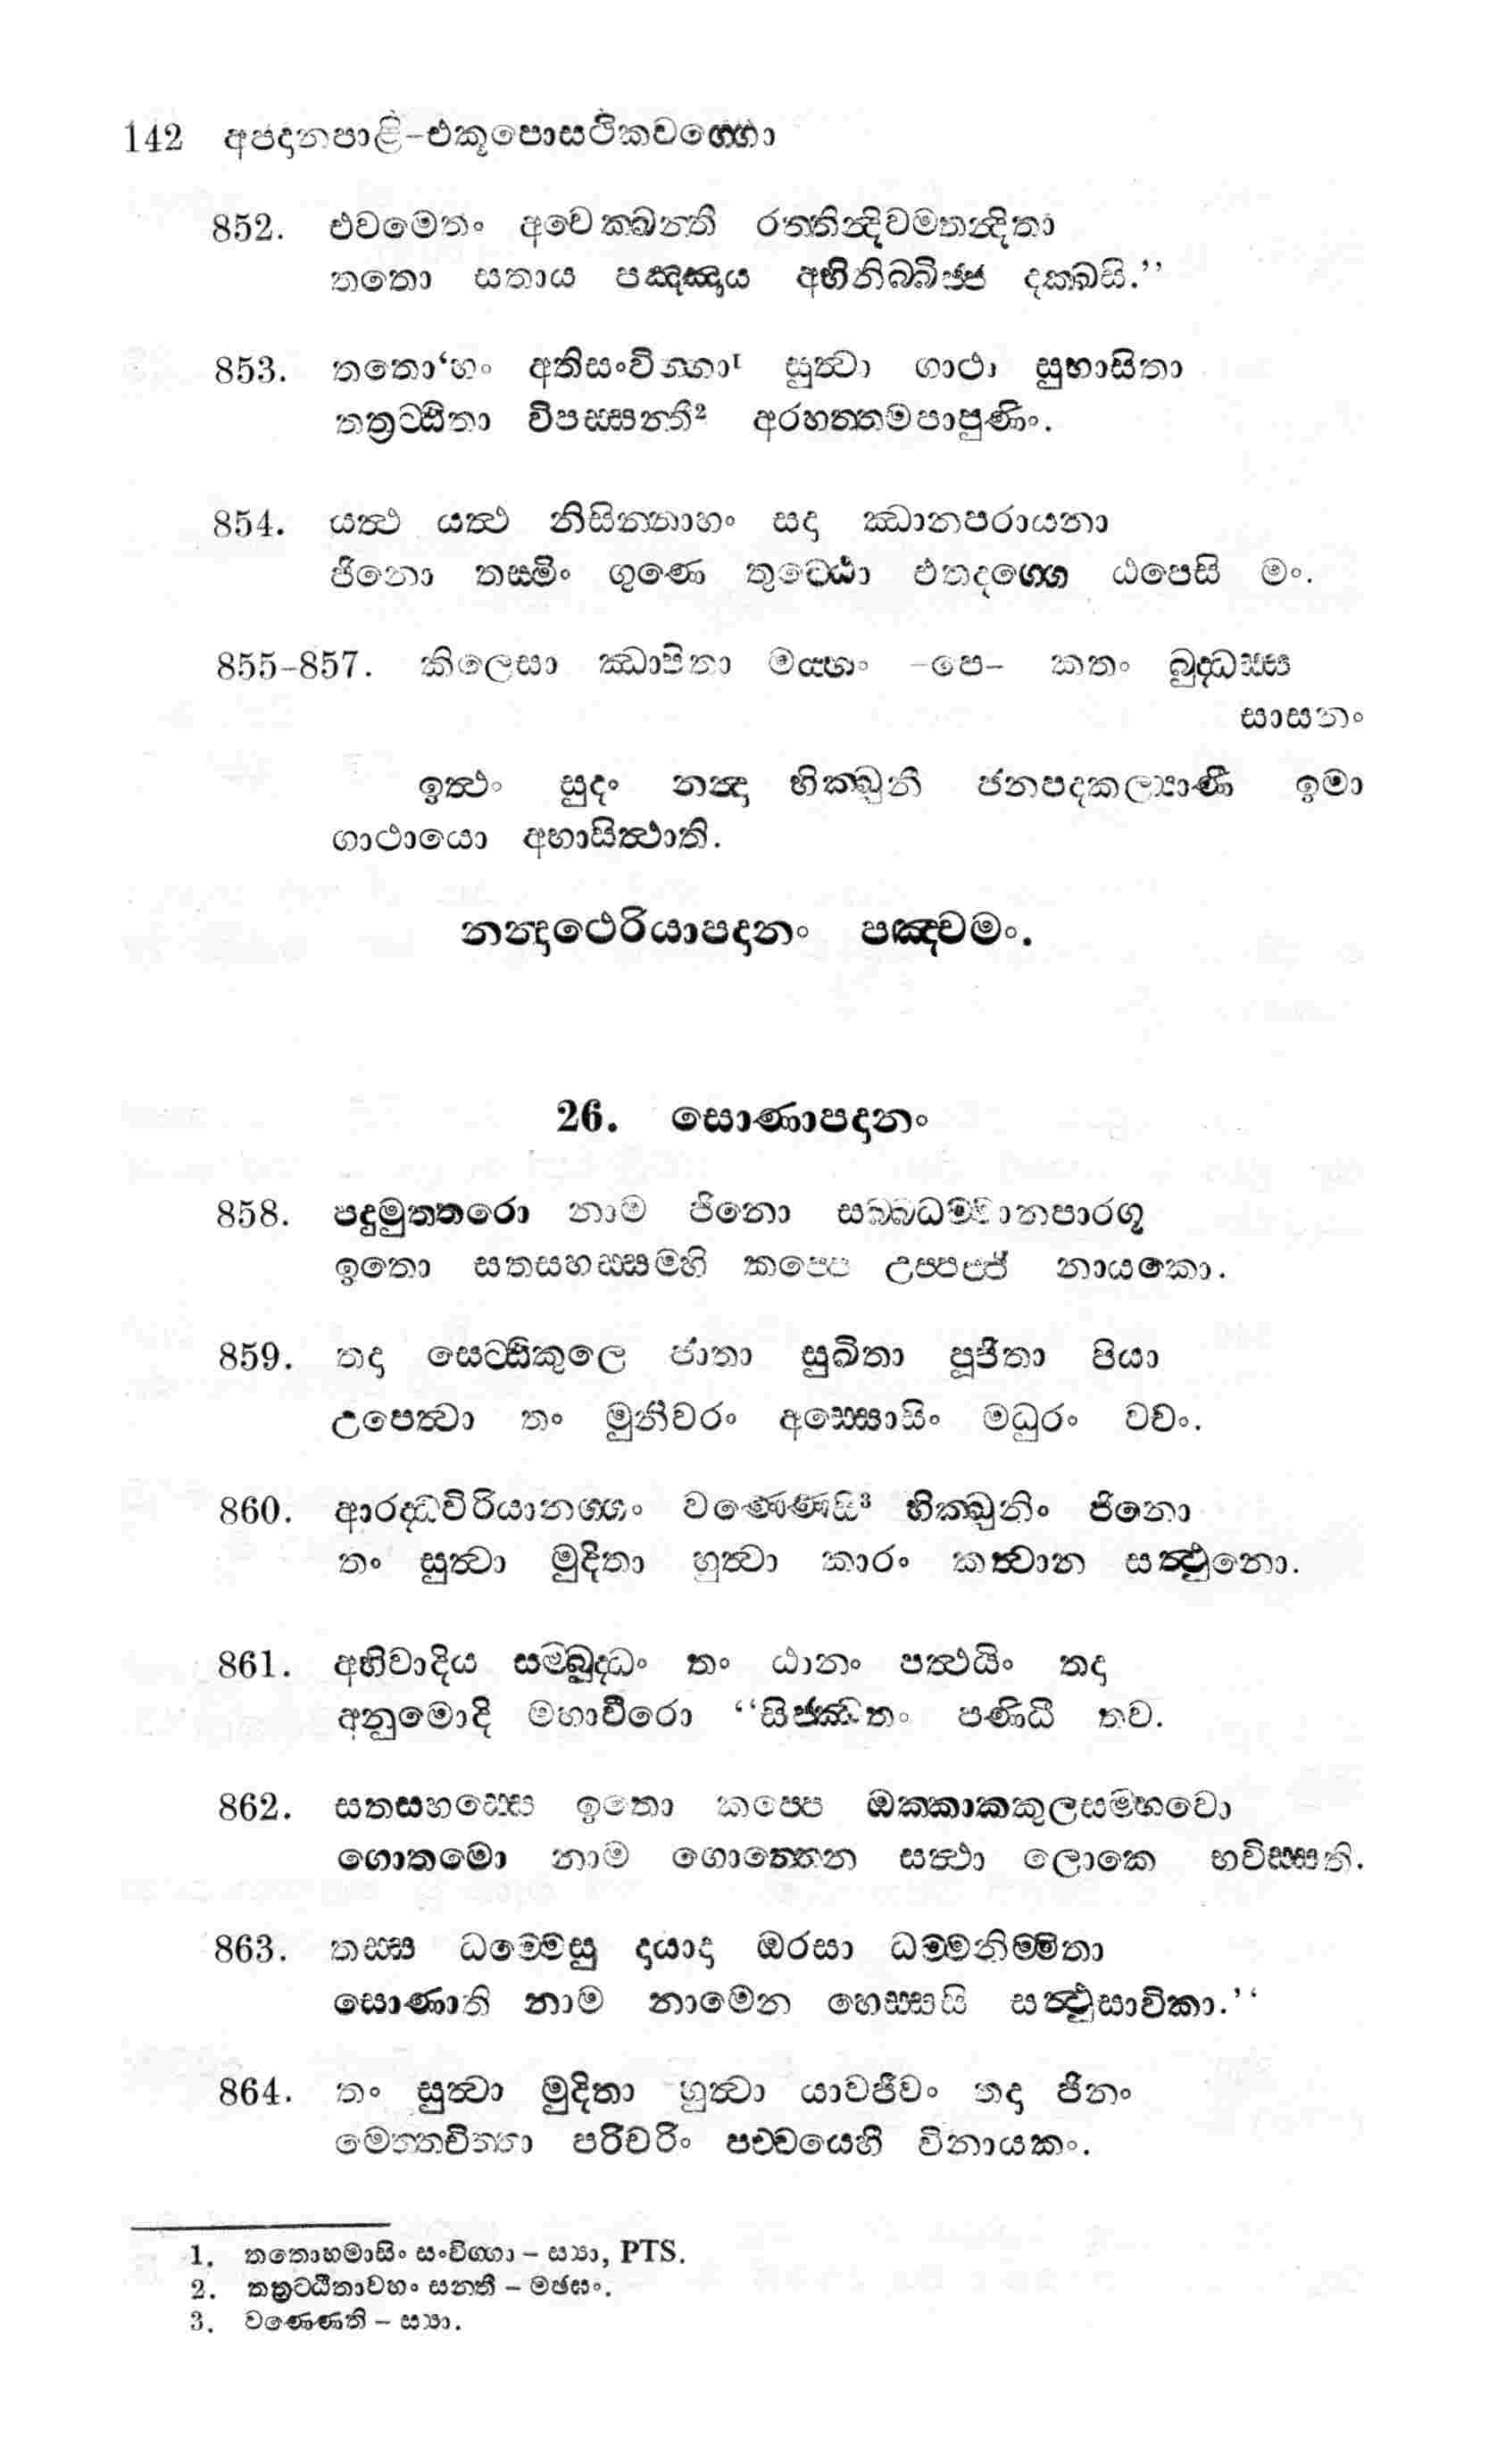 142 අපදානපාළි-එකූපොසථිකවග්ගො
852. එවමෙතං අවෙක්ඛන්තී රත්තින්දිවමතන්දිතා
තතො සතාය පඤ්ඤාය අභිනිබ්බිජ්ජ දක්ඛසි.’’
853. තතො‘හං අතිසංවිග්ගා¹ සුත්වා ගාථා සුභාසිතා
තත්‍රට්ඨිතා විපස්සන්තී² අරහත්තමපාපුණිං.
854. යත්ථ යත්ථ නිසින්නාහං සදා ඣානපරායනා
ජිනො තස්මිං ගුණෙ තුට්ඨො එතදග්ගෙ ඨපෙසි මං.
855-857. කිලෙසා ඣාපිතා මය්හං -පෙ- කතං බුද්ධස්ස
සාසනං
ඉත්ථං සුදං නන්දා භික්ඛුනී ජනපදකල්‍යාණී ඉමා
ගාථායො අභාසිත්ථාති.
නන්දාථෙරියාපදානං පඤ්චමං.
26. සොණාපදානං
858. පදුමුත්තරො නාම ජිනො සබ්බධම්මානපාරගූ
ඉතො සතසහස්සම්හි කප්පෙ උප්පජ්ජි නායකො.
859. තදා සෙට්ඨිකුලෙ ජාතා සුඛිතා පූජිතා පියා
උපෙත්වා තං මුනිවරං අස්සොසිං මධුරං වචං.
860. ආරද්ධවිරියානග්ගං වණ්ණෙසි³ භික්ඛුනිං ජිනො
තං සුත්වා මුදිතා හුත්වා කාරං කත්වාන සත්ථුනො.
861. අභිවාදිය සම්බුද්ධං තං ඨානං පත්ථයිං තදා
අනුමොදි මහාවීරො “සිජ්ඣතං පණිධී තව.
862. සතසහස්සෙ ඉතො කප්පෙ ඔක්කාකකුලසම්භවො
ගොතමො නාම ගොත්තෙන සත්ථා ලොකෙ භවිස්සති.
863. තස්ස ධම්මෙසු දායාදා ඔරසා ධම්මනිම්මිතා
සොණාති නාම නාමෙන හෙස්සසි සත්ථුසාවිකා.’‘
864. තං සුත්වා මුදිතා හුත්වා යාවජීවං තදා ජිනං
මෙත්තචිත්තා පරිචරිං පච්චයෙහි විනායකං.
1. තතොහමාසිං සංවිග්ගා – ස්‍යා, PTS.
2. තත්‍රට්ඨිතාවහං සන්තී – මජසං.
3. වණ්ණෙති – ස්‍යා.